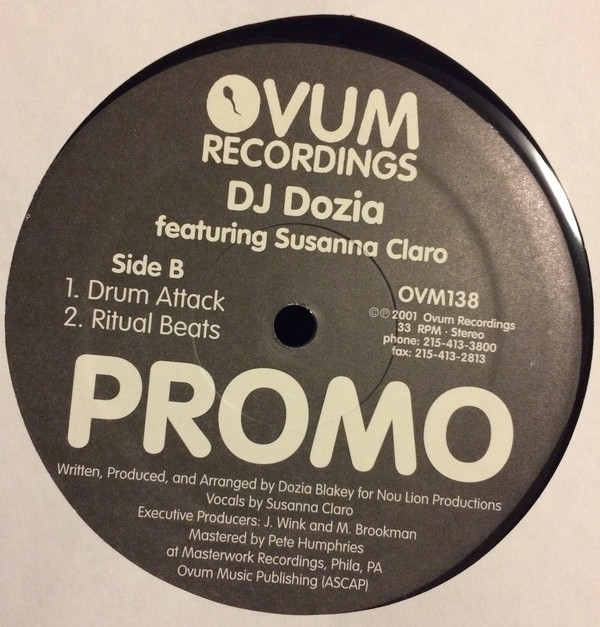 OVUM
RECORDINGS
DJ Dozia
featuring Susanna Claro
Side B
1. Drum Attack
2. Ritual Beats
OVM138
©℗ 2001 Ovum Recordings
33 RPM · Stereo
phone: 215-413-3800
fax: 215-413-2813
PROMO
Written, Produced, and Arranged by Dozia Blakey for Nou Lion Productions
Vocals by Susanna Claro
Executive Producers: J. Wink and M. Brookman
Mastered by Pete Humphries
at Masterwork Recordings, Phila, PA
Ovum Music Publishing (ASCAP)